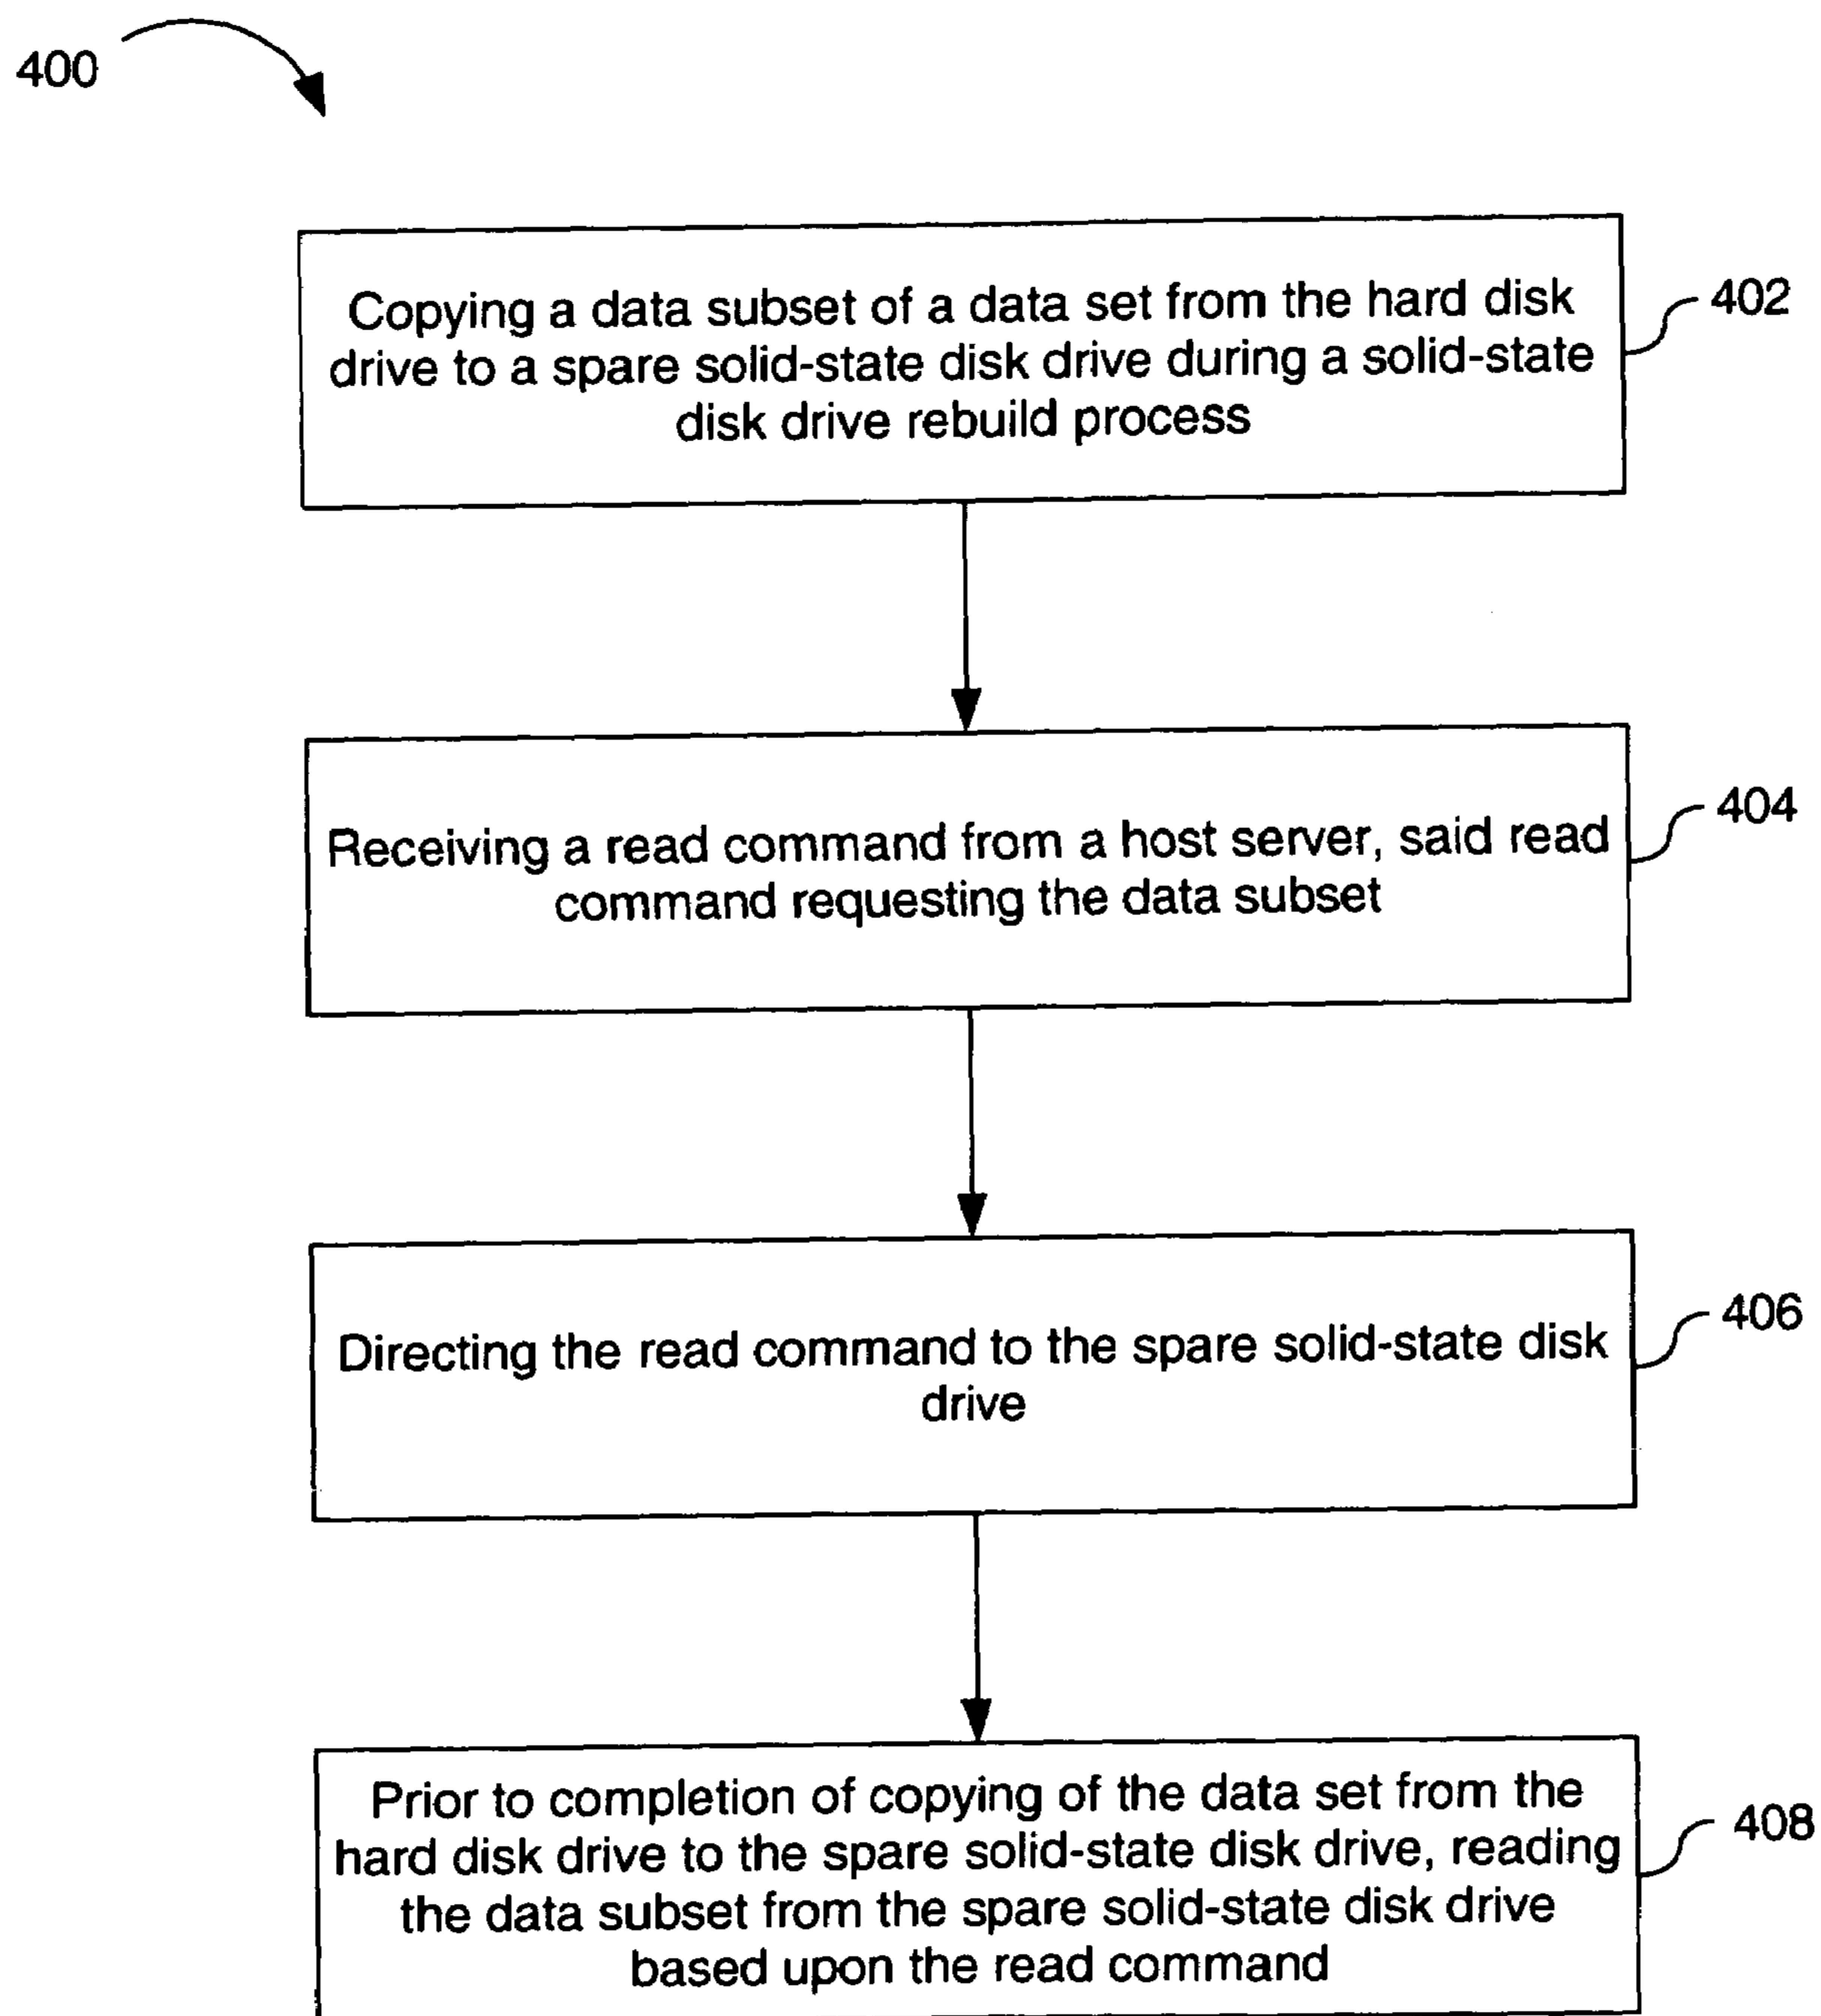 400
Copying a data subset of a data set from the hard disk
drive to a spare solid-state disk drive during a solid-state
disk drive rebuild process
402
Receiving a read command from a host server, said read
command requesting the data subset
404
Directing the read command to the spare solid-state disk
drive
406
Prior to completion of copying of the data set from the
hard disk drive to the spare solid-state disk drive, reading
the data subset from the spare solid-state disk drive
based upon the read command
408